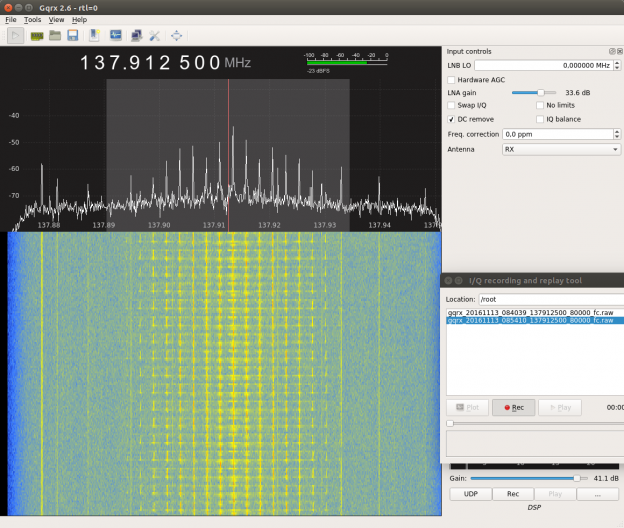 Gqrx 2.6 - rtl=0
File Tools View Help
137.912 500 MHz
-100 -80 -60 -40 -20 0
-23 dBFS
-40
-50
-60
-70
137.88 137.89 137.90 137.91 137.92 137.93 137.94
Input controls
LNB LO 0.000000 MHz
Hardware AGC
LNA gain 33.6 dB
Swap I/Q No limits
DC remove IQ balance
Freq. correction 0.0 ppm
Antenna RX
I/Q recording and replay tool
Location: /root
gqrx_20161113_084039_137912500_80000_fc.raw
gqrx_20161113_085410_137912500_80000_fc.raw
Plot Rec Play 00:00
Gain: 41.1 dB
UDP Rec Play ...
DSP